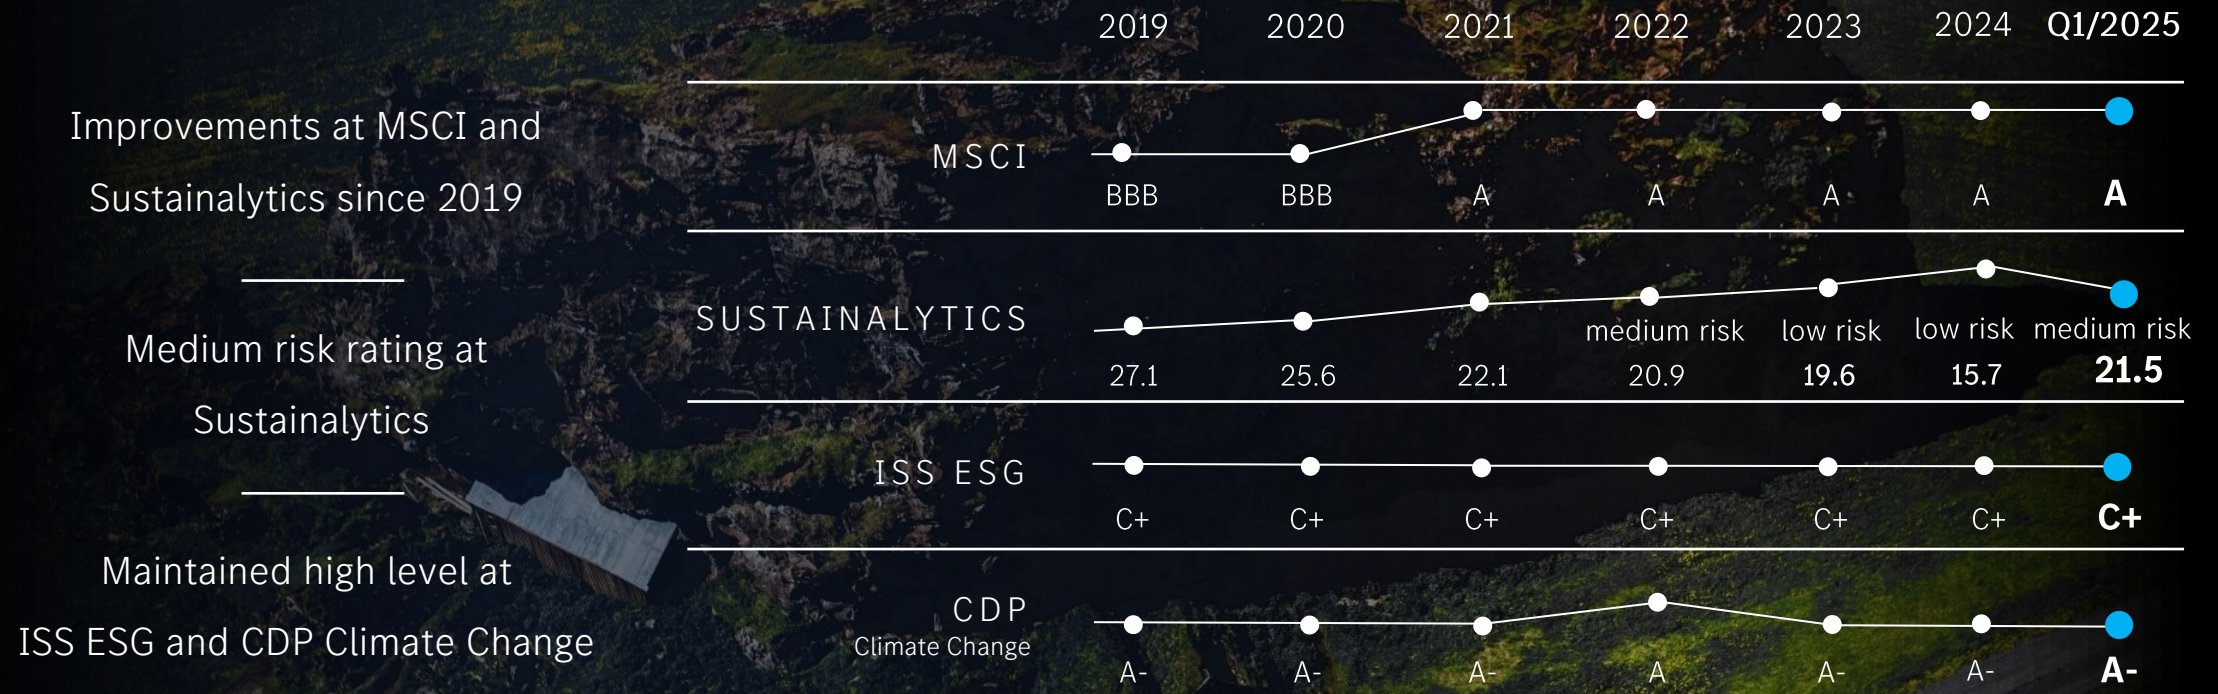 2019 2020 2021 2022 2023 2024 Q1/2025
Improvements at MSCI and
Sustainalytics since 2019
Medium risk rating at
Sustainalytics
Maintained high level at
ISS ESG and CDP Climate Change
MSCI
BBB BBB A A A A A
SUSTAINALYTICS
medium risk low risk low risk medium risk
27.1 25.6 22.1 20.9 19.6 15.7 21.5
ISS ESG
C+ C+ C+ C+ C+ C+ C+
CDP
Climate Change
A- A- A- A A- A- A-